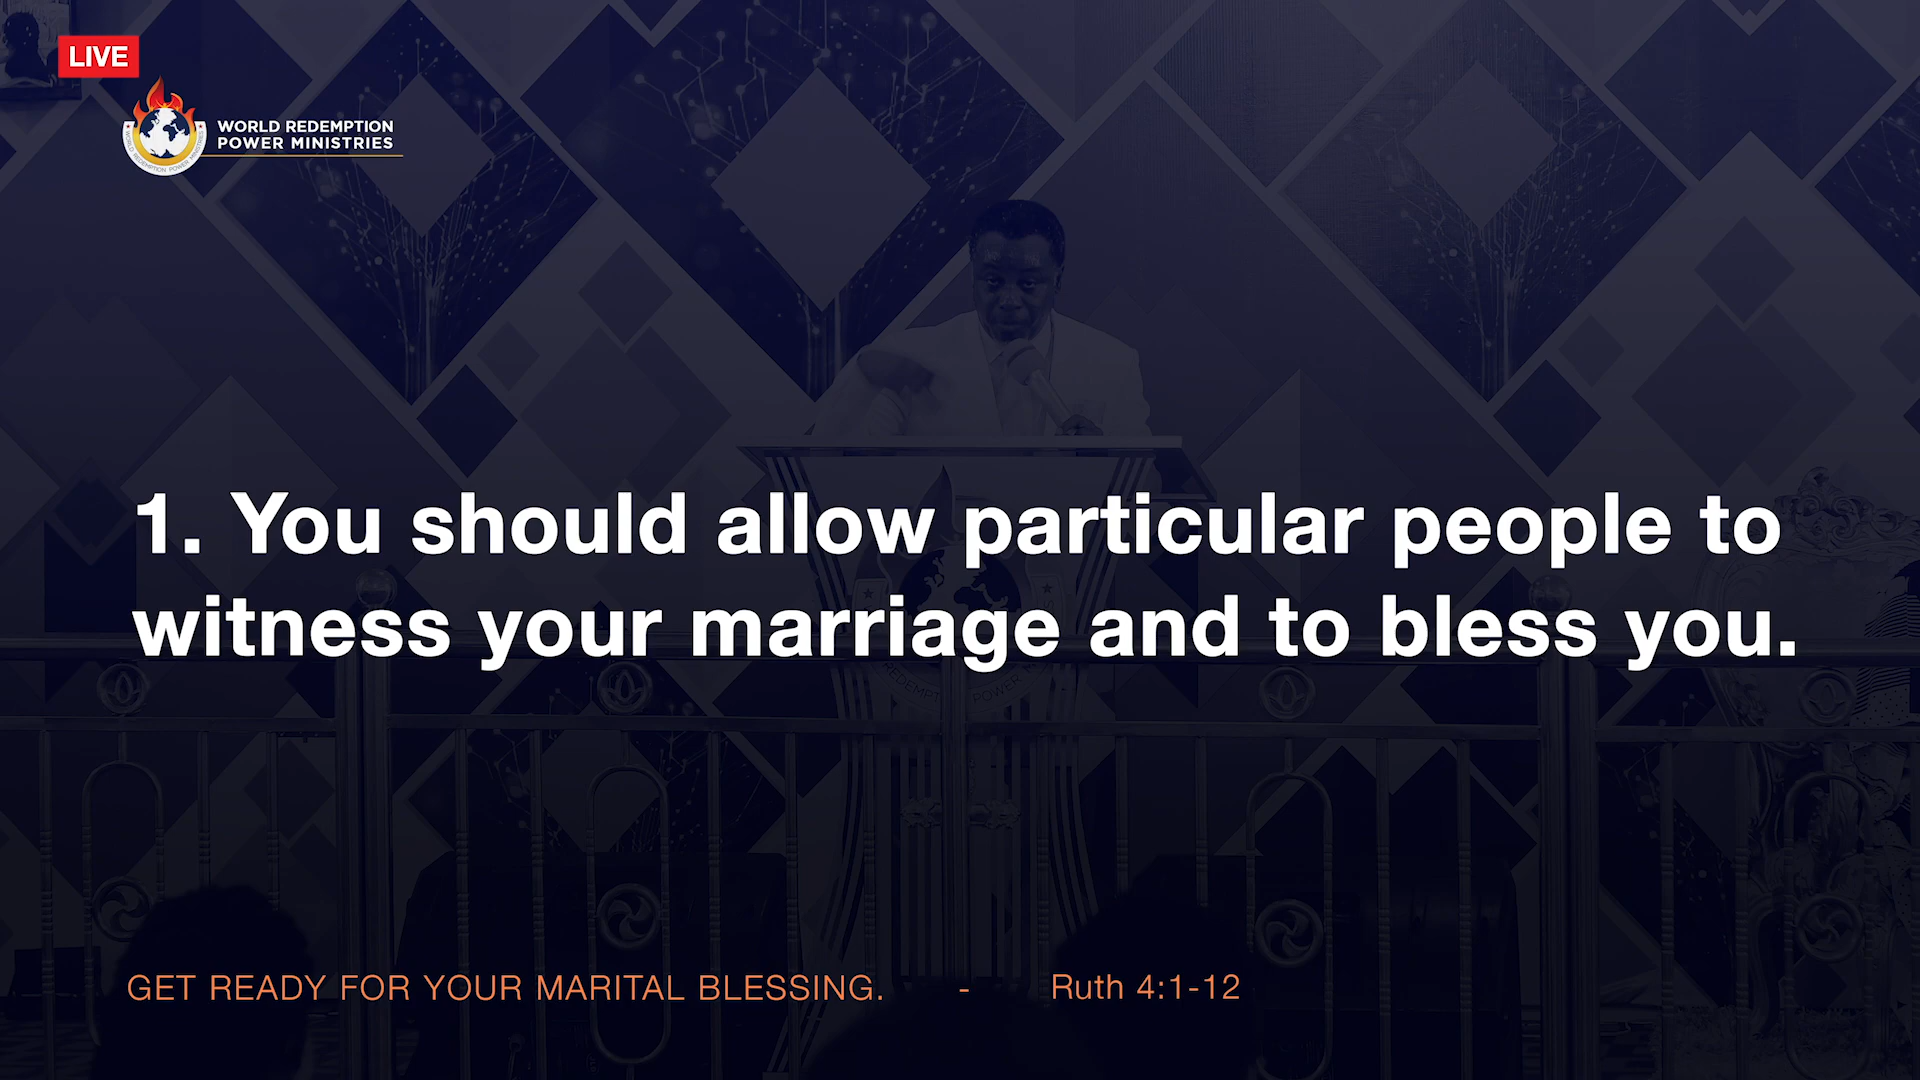 LIVE
WORLD REDEMPTION
POWER MINISTRIES
1. You should allow particular people to
witness your marriage and to bless you.
GET READY FOR YOUR MARITAL BLESSING. - Ruth 4:1-12